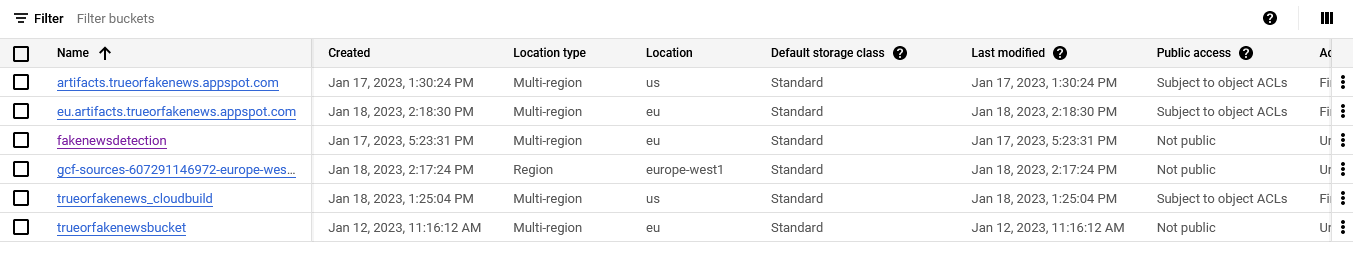 Filter Filter buckets
Name Created Location type Location Default storage class Last modified Public access Ac
artifacts.trueorfakenews.appspot.com Jan 17, 2023, 1:30:24 PM Multi-region us Standard Jan 17, 2023, 1:30:24 PM Subject to object ACLs Fi
eu.artifacts.trueorfakenews.appspot.com Jan 18, 2023, 2:18:30 PM Multi-region eu Standard Jan 18, 2023, 2:18:30 PM Subject to object ACLs Fi
fakenewsdetection Jan 17, 2023, 5:23:31 PM Multi-region eu Standard Jan 17, 2023, 5:23:31 PM Not public Un
gcf-sources-607291146972-europe-wes... Jan 18, 2023, 2:17:24 PM Region europe-west1 Standard Jan 18, 2023, 2:17:24 PM Not public Un
trueorfakenews_cloudbuild Jan 18, 2023, 1:25:04 PM Multi-region us Standard Jan 18, 2023, 1:25:04 PM Subject to object ACLs Fi
trueorfakenewsbucket Jan 12, 2023, 11:16:12 AM Multi-region eu Standard Jan 12, 2023, 11:16:12 AM Not public Un